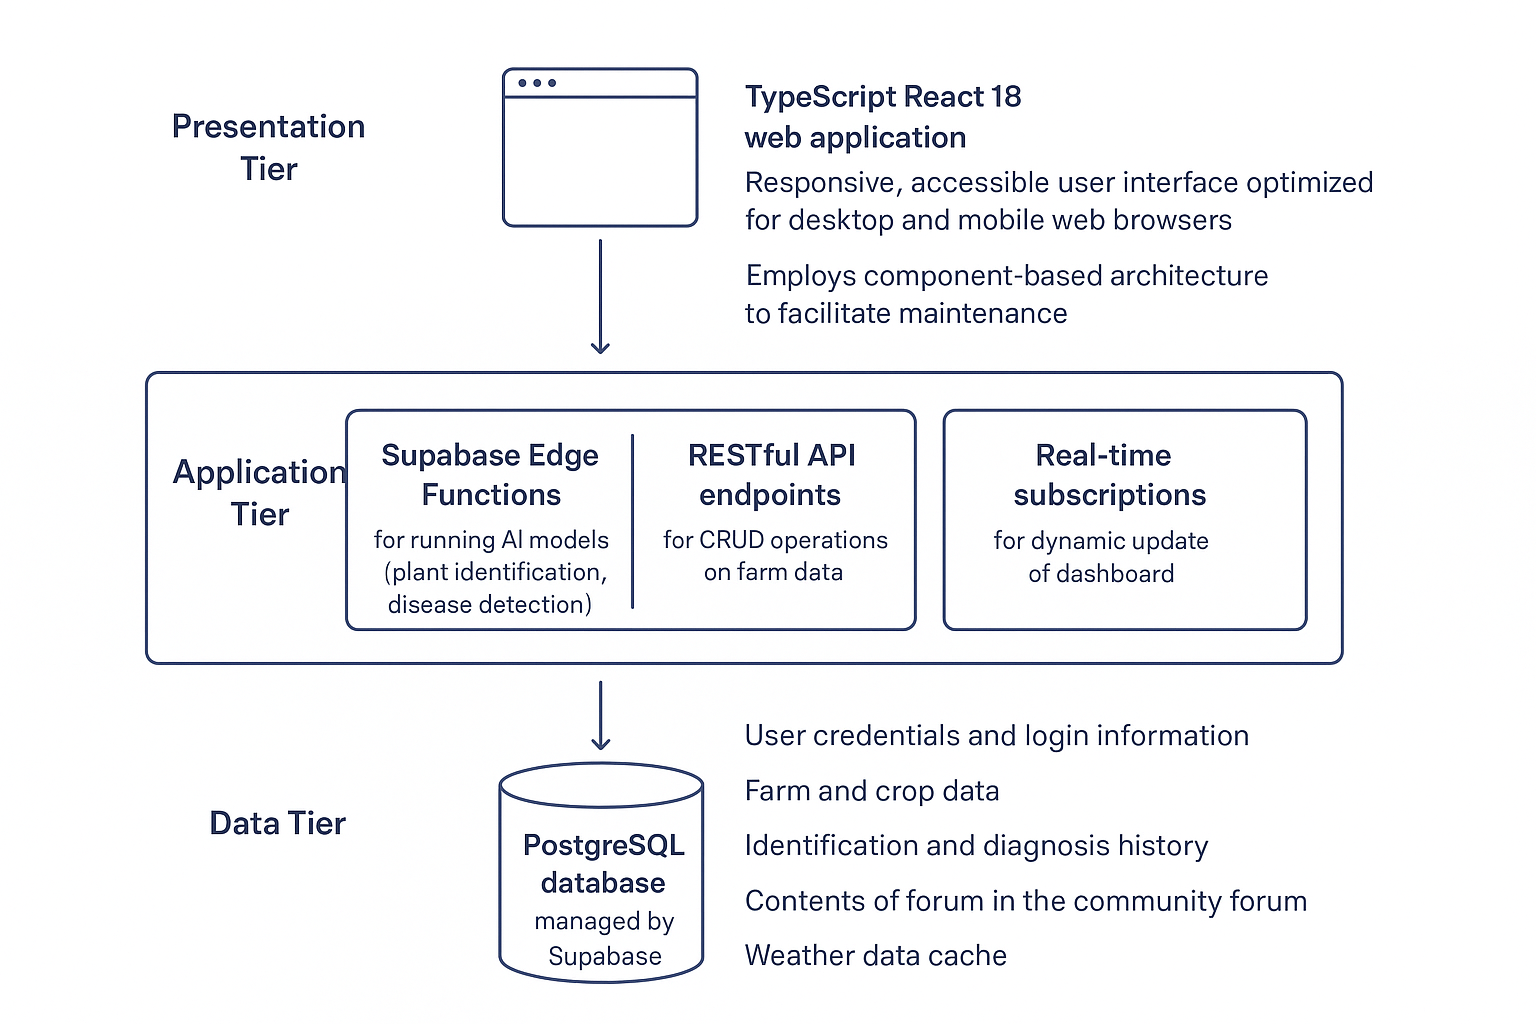 Presentation
Tier
TypeScript React 18
web application
Responsive, accessible user interface optimized
for desktop and mobile web browsers
Employs component-based architecture
to facilitate maintenance
Application
Tier
Supabase Edge
Functions
for running AI models
(plant identification,
disease detection)
RESTful API
endpoints
for CRUD operations
on farm data
Real-time
subscriptions
for dynamic update
of dashboard
Data Tier
PostgreSQL
database
managed by
Supabase
User credentials and login information
Farm and crop data
Identification and diagnosis history
Contents of forum in the community forum
Weather data cache